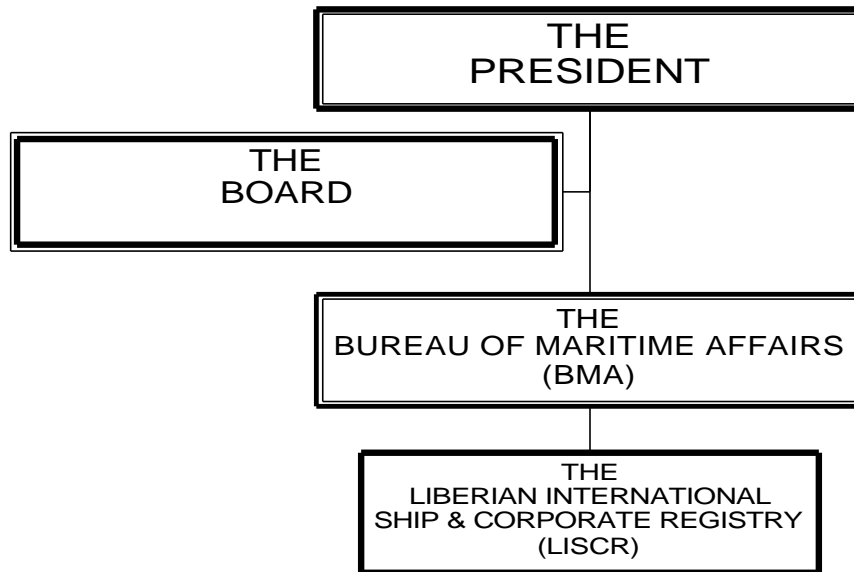 THE
PRESIDENT
THE
BOARD
THE
BUREAU OF MARITIME AFFAIRS
(BMA)
THE
LIBERIAN INTERNATIONAL
SHIP & CORPORATE REGISTRY
(LISCR)